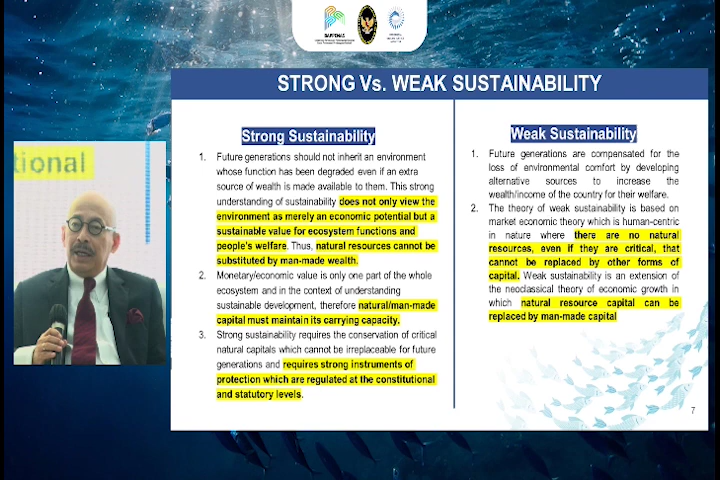 BAPPENAS
tional
STRONG Vs. WEAK SUSTAINABILITY
Strong Sustainability
1. Future generations should not inherit an environment
whose function has been degraded even if an extra
source of wealth is made available to them. This strong
understanding of sustainability does not only view the
environment as merely an economic potential but a
sustainable value for ecosystem functions and
people's welfare. Thus, natural resources cannot be
substituted by man-made wealth.
2. Monetary/economic value is only one part of the whole
ecosystem and in the context of understanding
sustainable development, therefore natural/man-made
capital must maintain its carrying capacity.
3. Strong sustainability requires the conservation of critical
natural capitals which cannot be irreplaceable for future
generations and requires strong instruments of
protection which are regulated at the constitutional
and statutory levels.
Weak Sustainability
1. Future generations are compensated for the
loss of environmental comfort by developing
alternative sources to increase the
wealth/income of the country for their welfare.
2. The theory of weak sustainability is based on
market economic theory which is human-centric
in nature where there are no natural
resources, even if they are critical, that
cannot be replaced by other forms of
capital. Weak sustainability is an extension of
the neoclassical theory of economic growth in
which natural resource capital can be
replaced by man-made capital
7